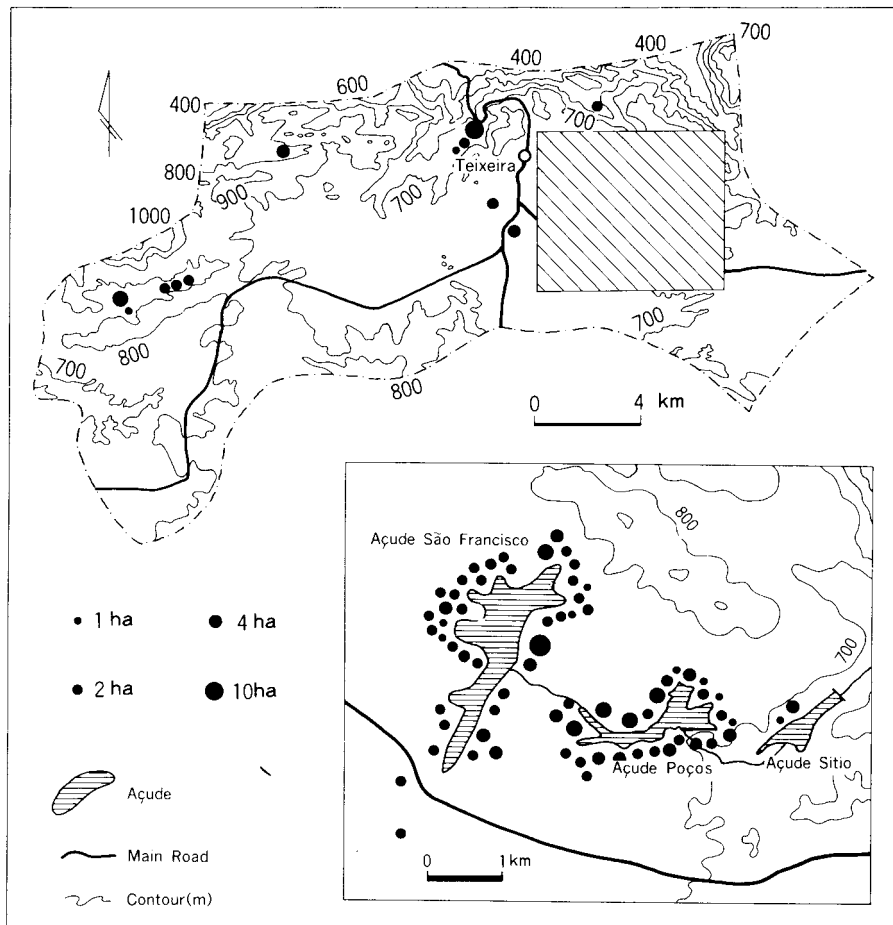 700
400
400
600
400
700
Teixeira
800
900
700
1000
700
800
700
800
0 4 km
800
Açude São Francisco
1 ha
4 ha
700
2 ha
10ha
Açude Sitio
Açude Poços
Açude
Main Road
0 1 km
Contour(m)